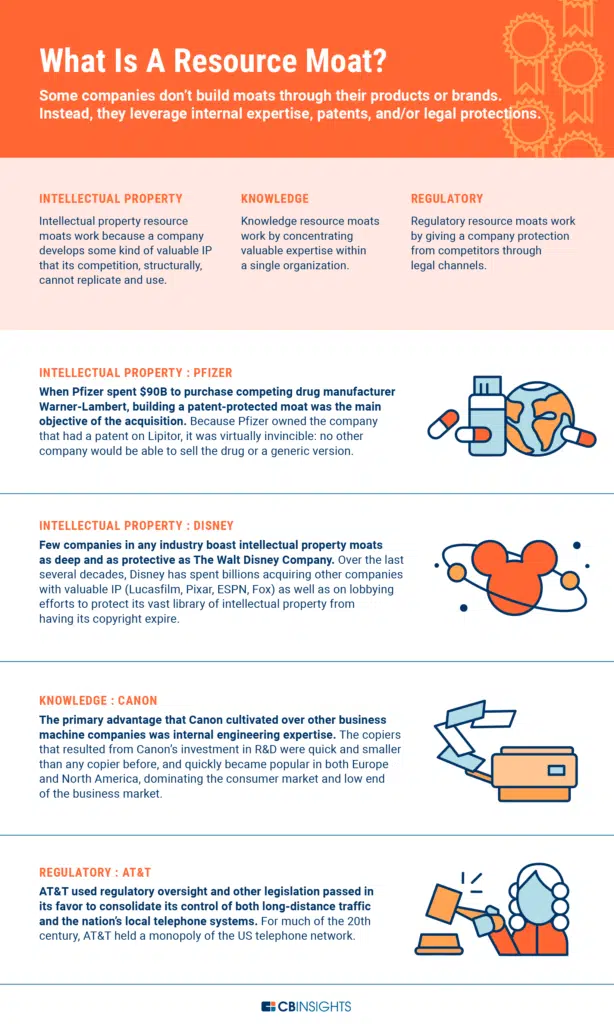 What Is A Resource Moat?
Some companies don't build moats through their products or brands.
Instead, they leverage internal expertise, patents, and/or legal protections.
INTELLECTUAL PROPERTY
Intellectual property resource
moats work because a company
develops some kind of valuable IP
that its competition, structurally,
cannot replicate and use.
KNOWLEDGE
Knowledge resource moats
work by concentrating
valuable expertise within
a single organization.
REGULATORY
Regulatory resource moats work
by giving a company protection
from competitors through
legal channels.
INTELLECTUAL PROPERTY : PFIZER
When Pfizer spent $90B to purchase competing drug manufacturer
Warner-Lambert, building a patent-protected moat was the main
objective of the acquisition. Because Pfizer owned the company
that had a patent on Lipitor, it was virtually invincible: no other
company would be able to sell the drug or a generic version.
INTELLECTUAL PROPERTY : DISNEY
Few companies in any industry boast intellectual property moats
as deep and as protective as The Walt Disney Company. Over the last
several decades, Disney has spent billions acquiring other companies
with valuable IP (Lucasfilm, Pixar, ESPN, Fox) as well as on lobbying
efforts to protect its vast library of intellectual property from
having its copyright expire.
KNOWLEDGE : CANON
The primary advantage that Canon cultivated over other business
machine companies was internal engineering expertise. The copiers
that resulted from Canon's investment in R&D were quick and smaller
than any copier before, and quickly became popular in both Europe
and North America, dominating the consumer market and low end
of the business market.
REGULATORY : AT&T
AT&T used regulatory oversight and other legislation passed in
its favor to consolidate its control of both long-distance traffic
and the nation's local telephone systems. For much of the 20th
century, AT&T held a monopoly of the US telephone network.
CBINSIGHTS